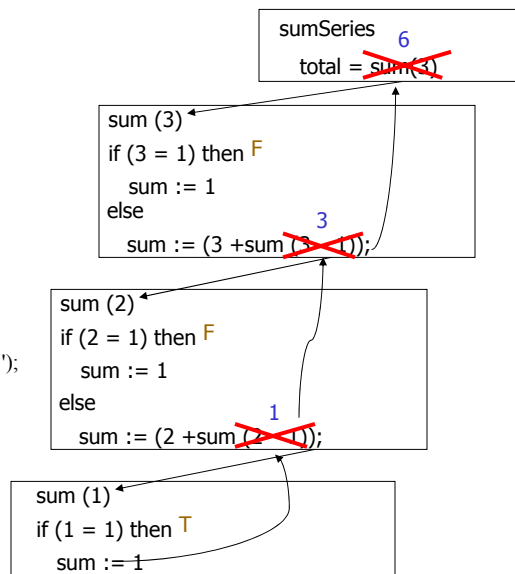 sumSeries
6
total = sum(3)
sum (3)
if (3 = 1) then F
sum := 1
else
3
sum := (3 +sum (3 - 1));
sum (2)
if (2 = 1) then F
');
sum := 1
else
1
sum := (2 +sum (2 - 1));
sum (1)
if (1 = 1) then T
sum := 1